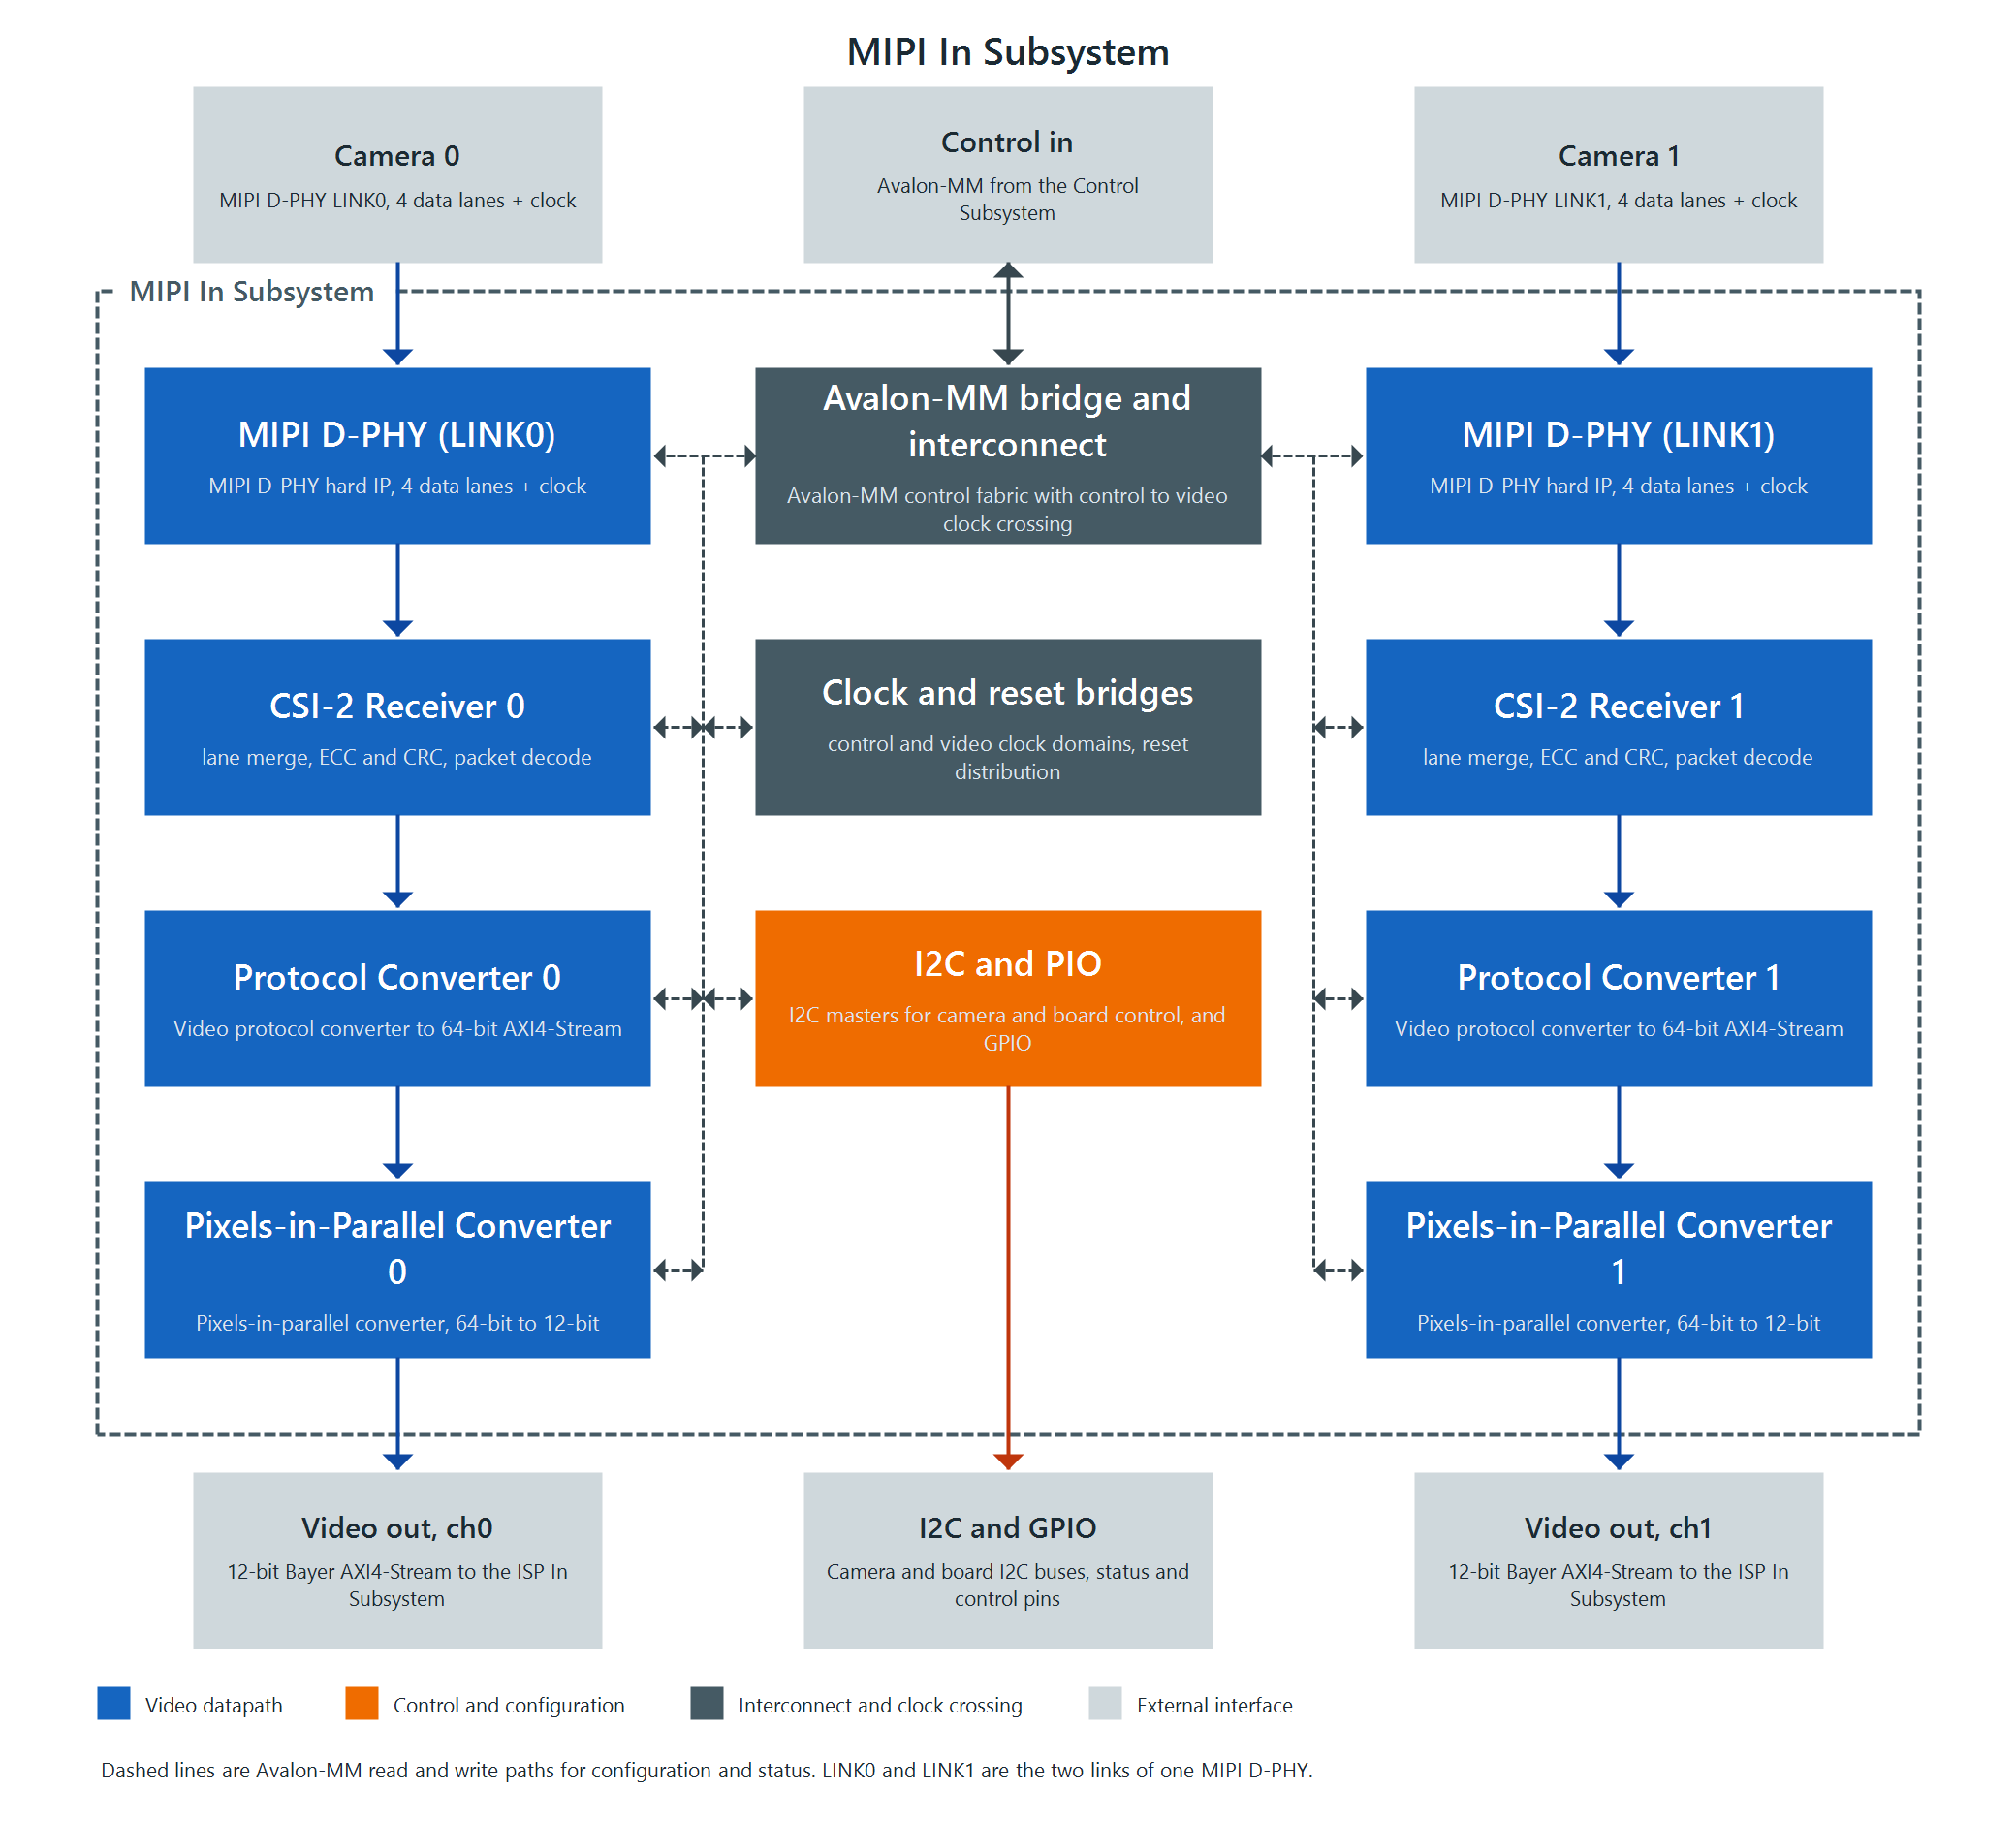 MIPI In Subsystem
Camera 0
MIPI D-PHY LINK0, 4 data lanes + clock
Control in
Avalon-MM from the Control
Subsystem
Camera 1
MIPI D-PHY LINK1, 4 data lanes + clock
MIPI In Subsystem
MIPI D-PHY (LINK0)
MIPI D-PHY hard IP, 4 data lanes + clock
Avalon-MM bridge and
interconnect
Avalon-MM control fabric with control to video
clock crossing
MIPI D-PHY (LINK1)
MIPI D-PHY hard IP, 4 data lanes + clock
CSI-2 Receiver 0
lane merge, ECC and CRC, packet decode
Clock and reset bridges
control and video clock domains, reset
distribution
CSI-2 Receiver 1
lane merge, ECC and CRC, packet decode
Protocol Converter 0
Video protocol converter to 64-bit AXI4-Stream
I2C and PIO
I2C masters for camera and board control, and
GPIO
Protocol Converter 1
Video protocol converter to 64-bit AXI4-Stream
Pixels-in-Parallel Converter
0
Pixels-in-parallel converter, 64-bit to 12-bit
Pixels-in-Parallel Converter
1
Pixels-in-parallel converter, 64-bit to 12-bit
Video out, ch0
12-bit Bayer AXI4-Stream to the ISP In
Subsystem
I2C and GPIO
Camera and board I2C buses, status and
control pins
Video out, ch1
12-bit Bayer AXI4-Stream to the ISP In
Subsystem
Video datapath
Control and configuration
Interconnect and clock crossing
External interface
Dashed lines are Avalon-MM read and write paths for configuration and status. LINK0 and LINK1 are the two links of one MIPI D-PHY.